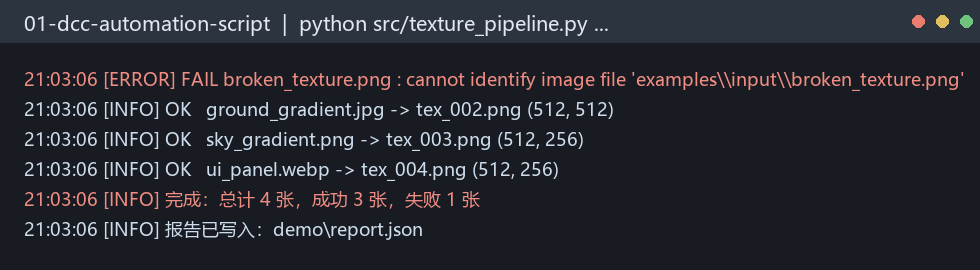 01-dcc-automation-script | python src/texture_pipeline.py ...
21:03:06 [ERROR] FAIL broken_texture.png : cannot identify image file 'examples\\input\\broken_texture.png'
21:03:06 [INFO] OK ground_gradient.jpg -> tex_002.png (512, 512)
21:03:06 [INFO] OK sky_gradient.png -> tex_003.png (512, 256)
21:03:06 [INFO] OK ui_panel.webp -> tex_004.png (512, 256)
21:03:06 [INFO] 完成：总计 4 张，成功 3 张，失败 1 张
21:03:06 [INFO] 报告已写入：demo\report.json